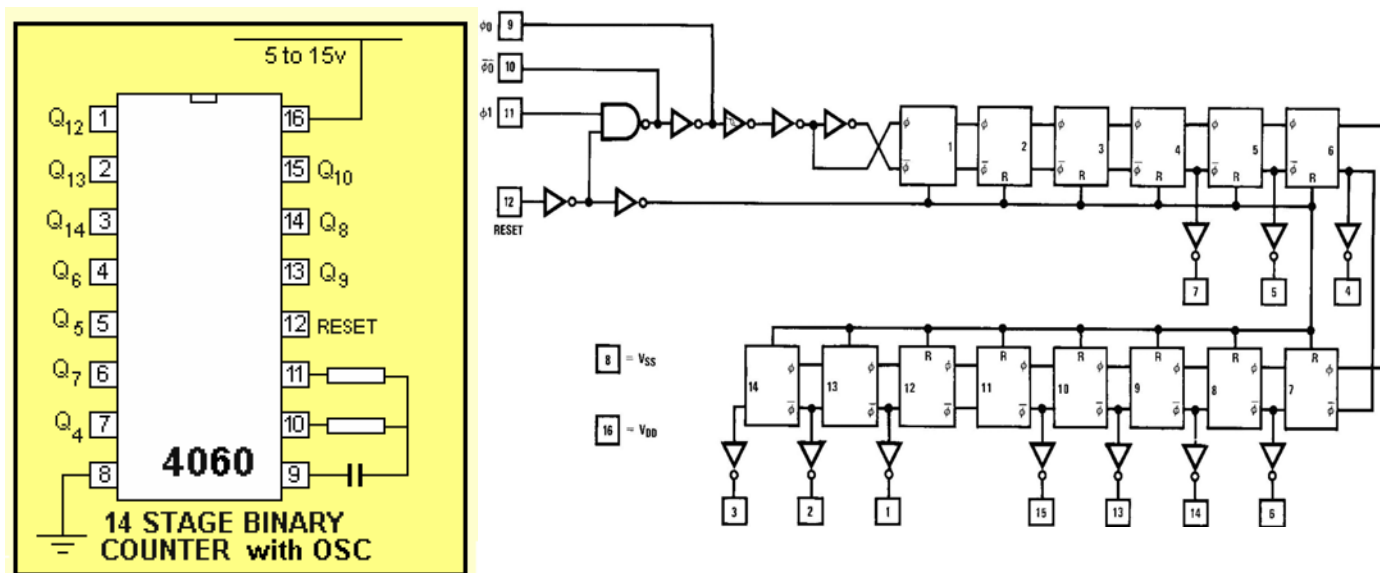 5 to 15v
Q12 1
16
Q13 2
15 Q10
Q14 3
14 Q8
Q6 4
13 Q9
Q5 5
12 RESET
Q7 6
11
Q4 7
10
8
4060
9
14 STAGE BINARY
COUNTER with OSC
ϕ0 9
ϕ̅0 10
ϕ1 11
12
RESET
ϕ ϕ ϕ ϕ ϕ ϕ
1 2 3 4 5 6
ϕ̅ ϕ̅ ϕ̅ ϕ̅ ϕ̅ ϕ̅
R R R R R
7 5 4
8 = VSS
16 = VDD
R R R R R R
ϕ ϕ ϕ ϕ ϕ ϕ ϕ ϕ
14 13 12 11 10 9 8 7
ϕ̅ ϕ̅ ϕ̅ ϕ̅ ϕ̅ ϕ̅ ϕ̅ ϕ̅
3 2 1 15 13 14 6